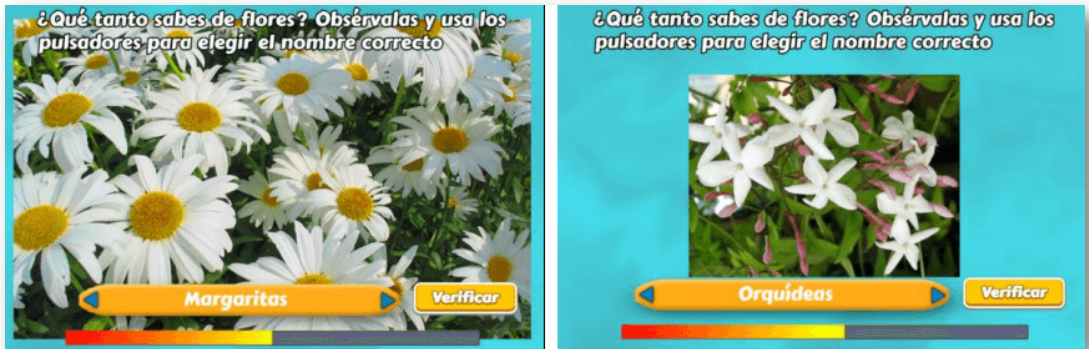 ¿Qué tanto sabes de flores? Obsérvalas y usa los
pulsadores para elegir el nombre correcto
Margaritas
Verificar
¿Qué tanto sabes de flores? Obsérvalas y usa los
pulsadores para elegir el nombre correcto
Orquídeas
Verificar